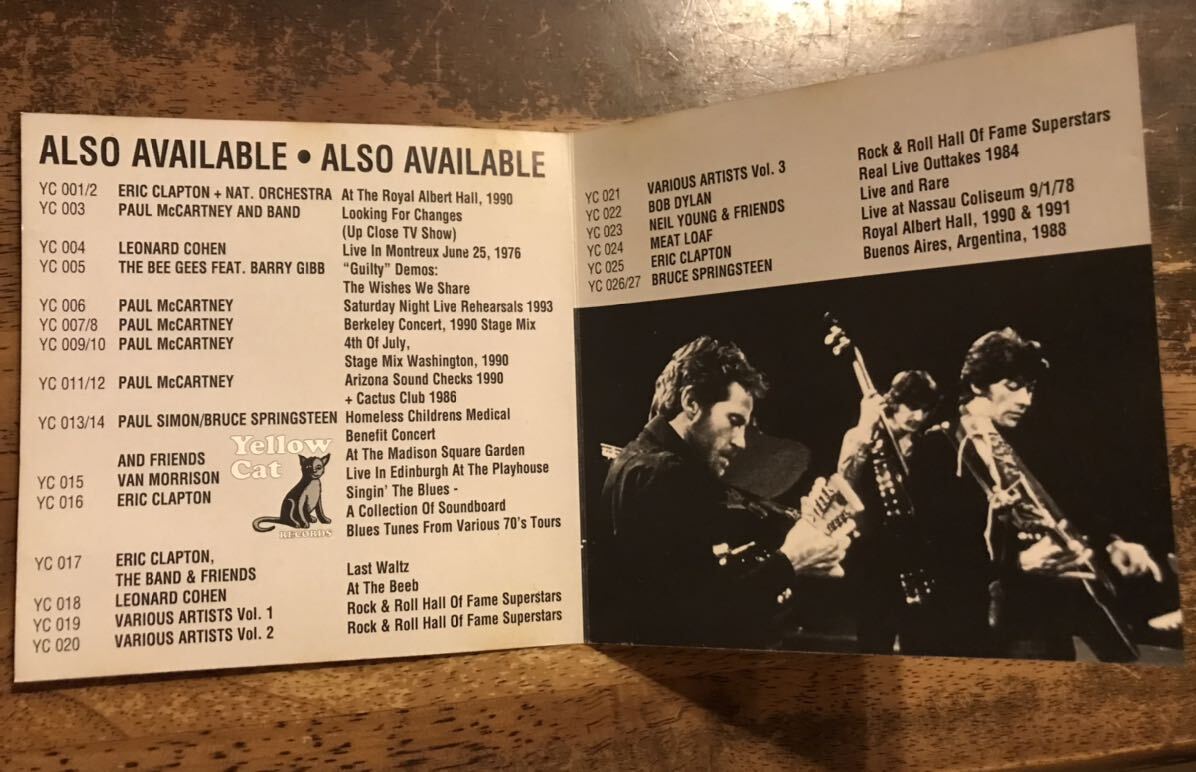 ALSO AVAILABLE • ALSO AVAILABLE
YC 001/2 ERIC CLAPTON + NAT. ORCHESTRA At The Royal Albert Hall, 1990
YC 003 PAUL McCARTNEY AND BAND Looking For Changes
(Up Close TV Show)
YC 004 LEONARD COHEN Live In Montreux June 25, 1976
YC 005 THE BEE GEES FEAT. BARRY GIBB "Guilty" Demos:
The Wishes We Share
YC 006 PAUL McCARTNEY Saturday Night Live Rehearsals 1993
YC 007/8 PAUL McCARTNEY Berkeley Concert, 1990 Stage Mix
YC 009/10 PAUL McCARTNEY 4th Of July,
Stage Mix Washington, 1990
YC 011/12 PAUL McCARTNEY Arizona Sound Checks 1990
+ Cactus Club 1986
YC 013/14 PAUL SIMON/BRUCE SPRINGSTEEN Homeless Childrens Medical
Benefit Concert
AND FRIENDS At The Madison Square Garden
YC 015 VAN MORRISON Live In Edinburgh At The Playhouse
YC 016 ERIC CLAPTON Singin' The Blues -
A Collection Of Soundboard
Blues Tunes From Various 70's Tours
Yellow
Cat
RECORDS
YC 017 ERIC CLAPTON,
THE BAND & FRIENDS Last Waltz
YC 018 LEONARD COHEN At The Beeb
YC 019 VARIOUS ARTISTS Vol. 1 Rock & Roll Hall Of Fame Superstars
YC 020 VARIOUS ARTISTS Vol. 2 Rock & Roll Hall Of Fame Superstars
YC 021 VARIOUS ARTISTS Vol. 3 Rock & Roll Hall Of Fame Superstars
YC 022 BOB DYLAN Real Live Outtakes 1984
YC 023 NEIL YOUNG & FRIENDS Live and Rare
YC 024 MEAT LOAF Live at Nassau Coliseum 9/1/78
YC 025 ERIC CLAPTON Royal Albert Hall, 1990 & 1991
YC 026/27 BRUCE SPRINGSTEEN Buenos Aires, Argentina, 1988